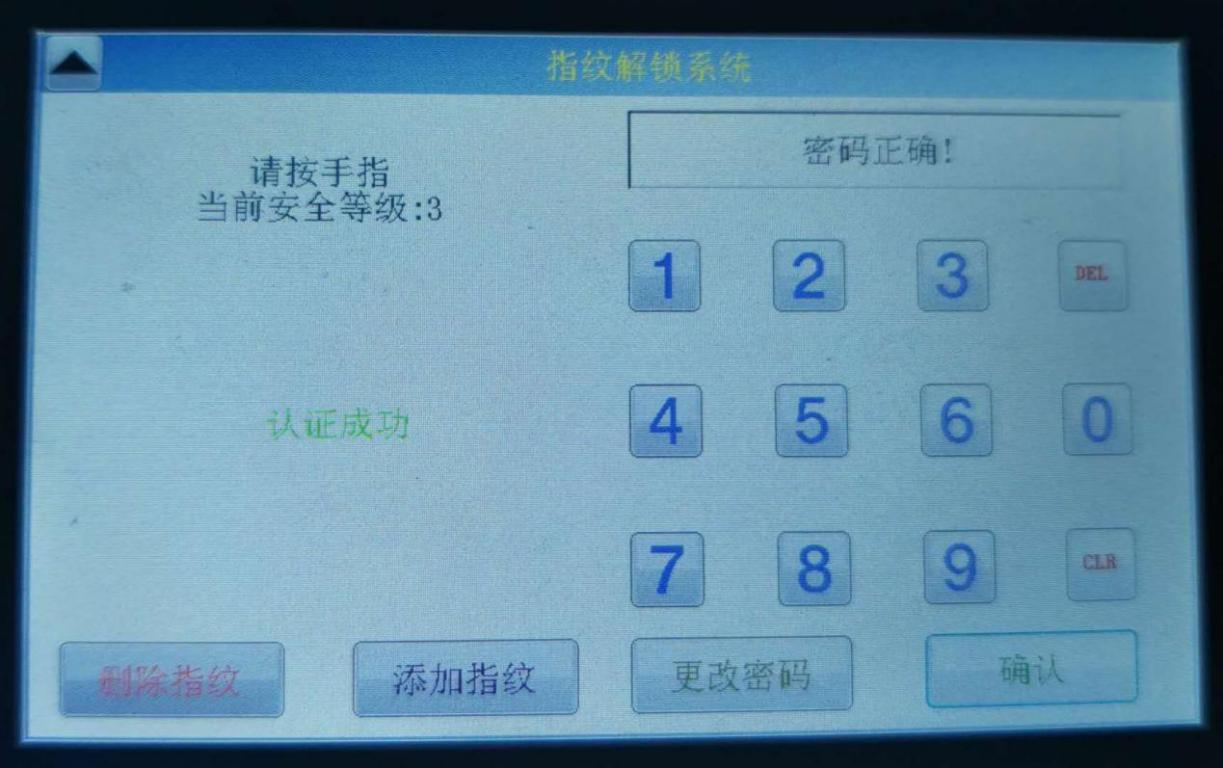 指纹解锁系统
请按手指
当前安全等级:3
密码正确!
1 2 3 DEL
4 5 6 0
认证成功
7 8 9 CLR
删除指纹 添加指纹 更改密码 确认